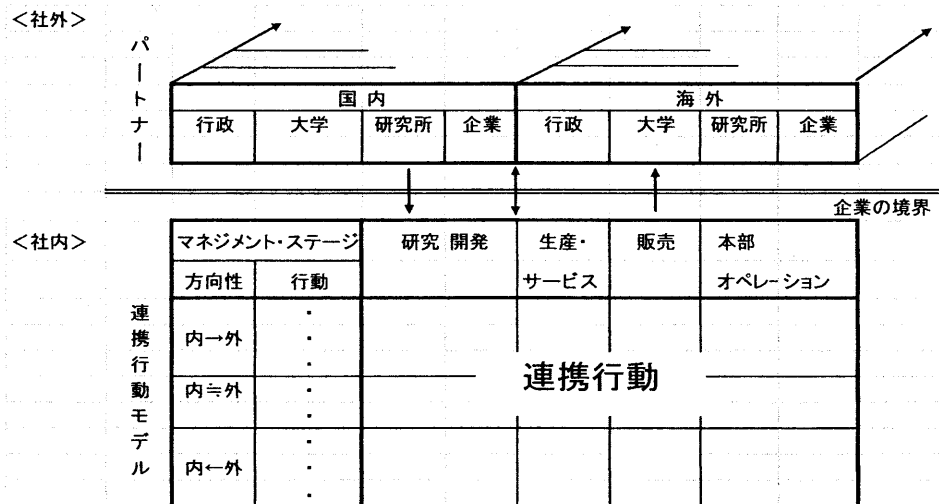 <社外>
パートナー
国内
海外
行政 大学 研究所 企業 行政 大学 研究所 企業
企業の境界
<社内>
マネジメント・ステージ 研究 開発 生産・ 販売 本部
方向性 行動 サービス オペレーション
連携行動モデル
内→外
内≒外
内←外
連携行動